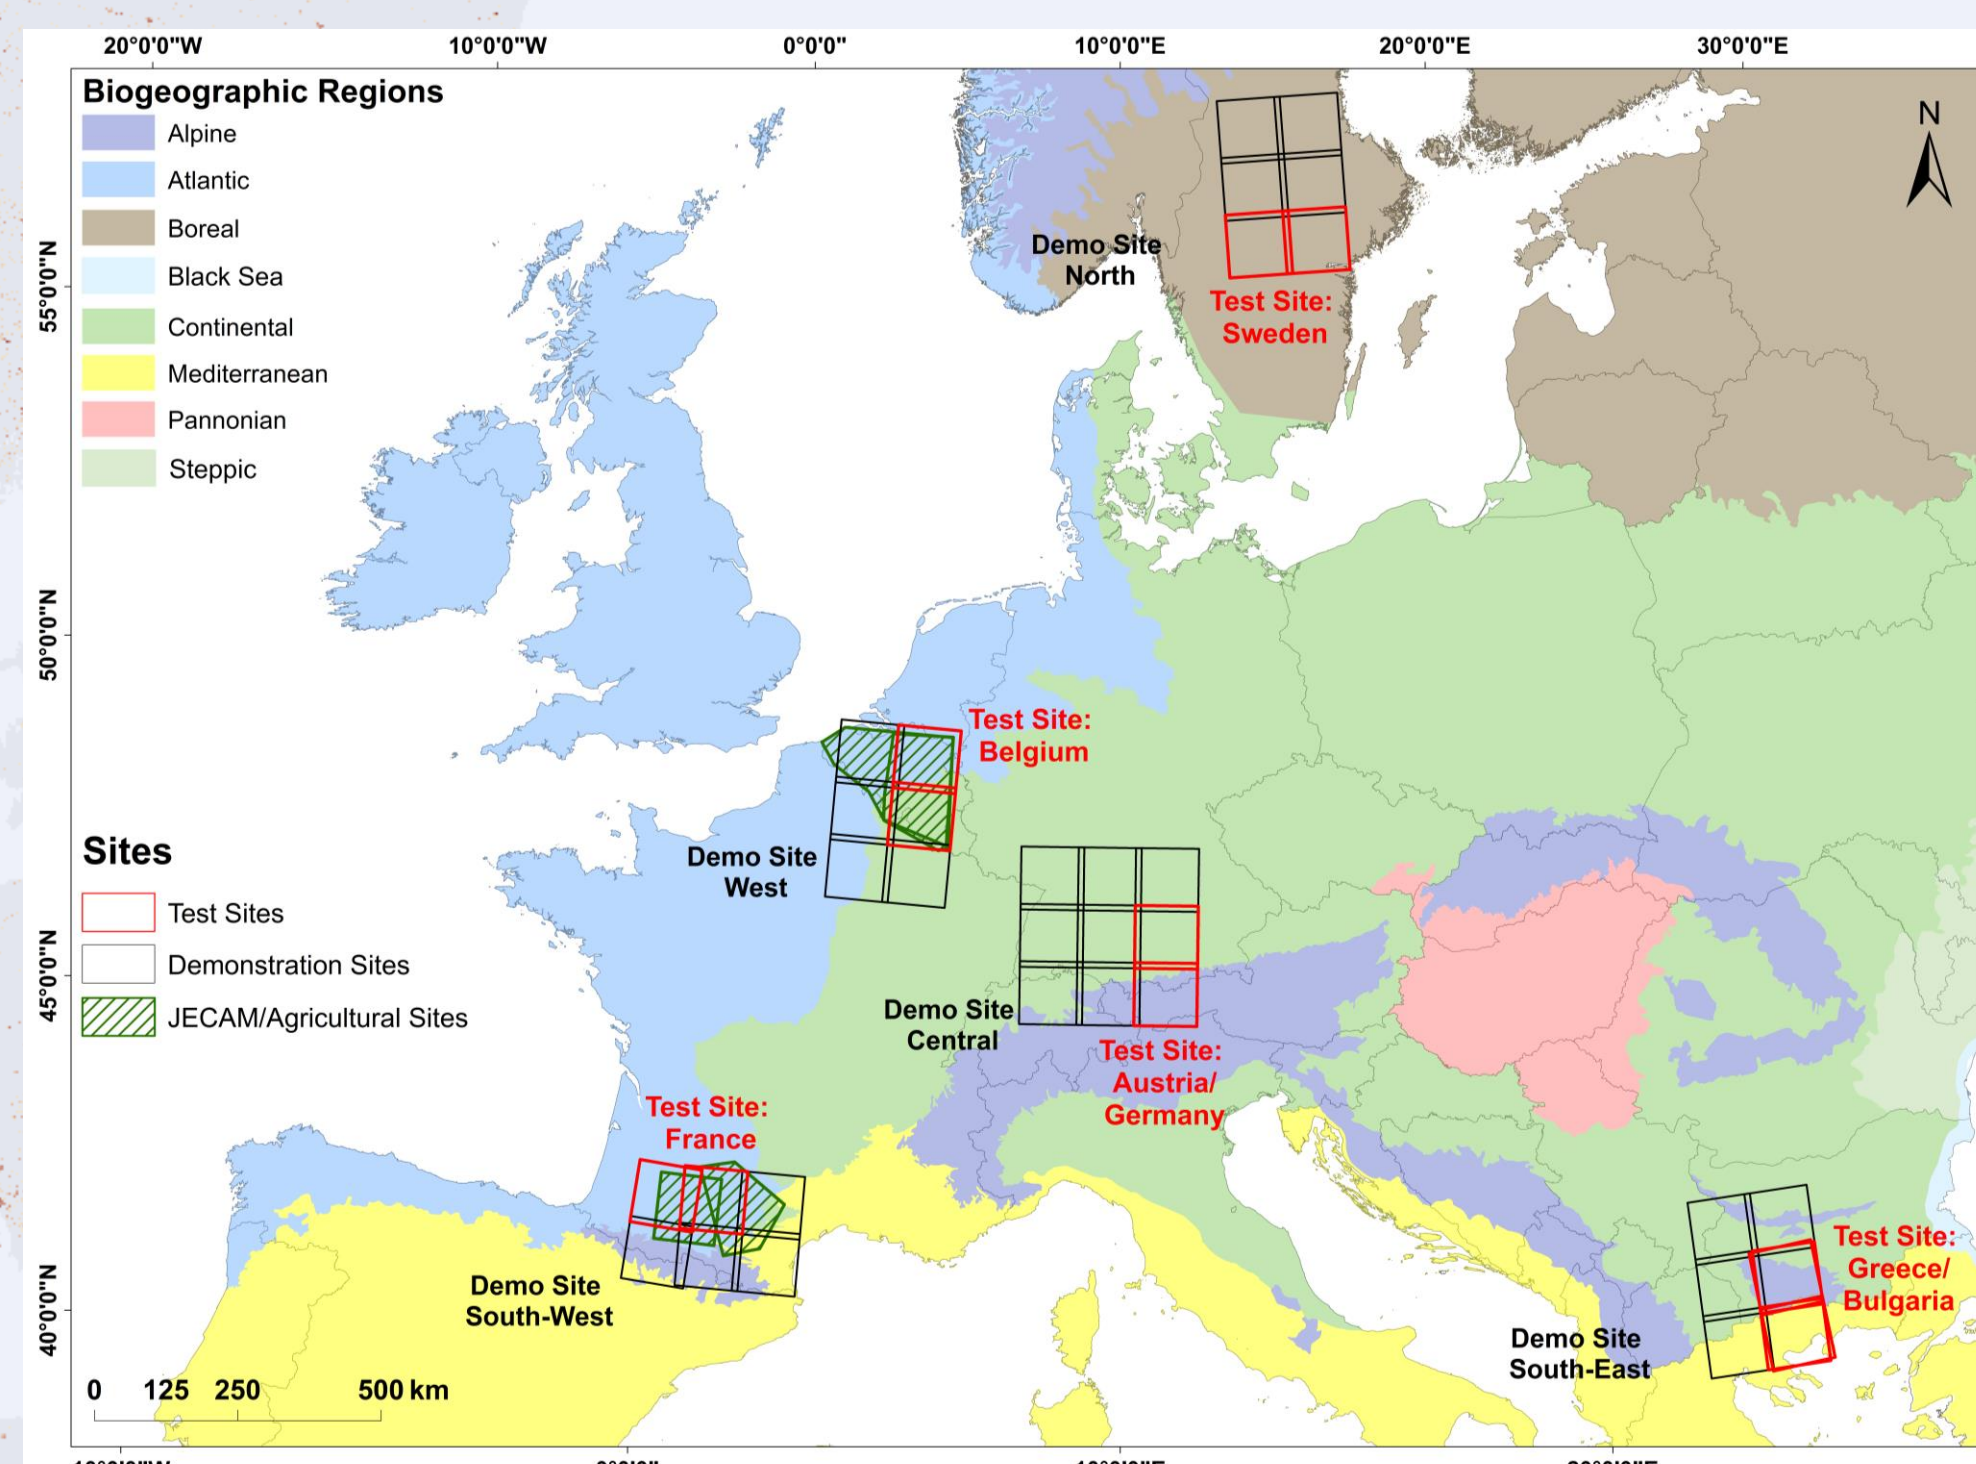 20°0'0"W
10°0'0"W
0°0'0"
10°0'0"E
20°0'0"E
30°0'0"E
Biogeographic Regions
Alpine
Atlantic
Boreal
Black Sea
Continental
Mediterranean
Pannonian
Steppic
N
55°0'0"N
50°0'0"N
45°0'0"N
40°0'0"N
Demo Site
North
Test Site:
Sweden
Test Site:
Belgium
Demo Site
West
Sites
Test Sites
Demonstration Sites
JECAM/Agricultural Sites
Demo Site
Central
Test Site:
Austria/
Germany
Test Site:
France
Demo Site
South-West
Test Site:
Greece/
Bulgaria
Demo Site
South-East
0 125 250 500 km